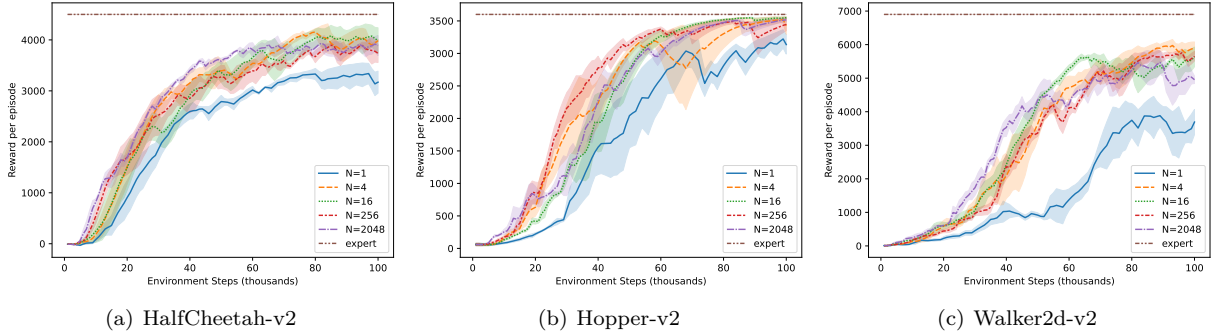 Reward per episode
4000
3000
2000
1000
0
0 20 40 60 80 100
Environment Steps (thousands)
N=1
N=4
N=16
N=256
N=2048
expert
(a) HalfCheetah-v2
Reward per episode
3500
3000
2500
2000
1500
1000
500
0
0 20 40 60 80 100
Environment Steps (thousands)
N=1
N=4
N=16
N=256
N=2048
expert
(b) Hopper-v2
Reward per episode
7000
6000
5000
4000
3000
2000
1000
0
0 20 40 60 80 100
Environment Steps (thousands)
N=1
N=4
N=16
N=256
N=2048
expert
(c) Walker2d-v2